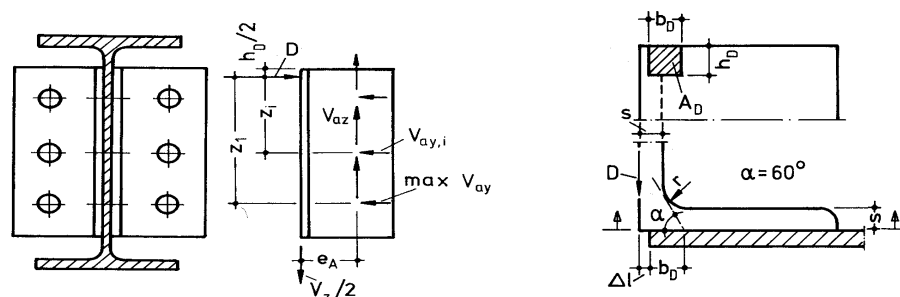 h_D/2
D
z_i
z_1
V_az
V_ay,i
max V_ay
e_A
V_z/2
b_D
h_D
A_D
s
D
α = 60°
r
α
s
Δl
b_D